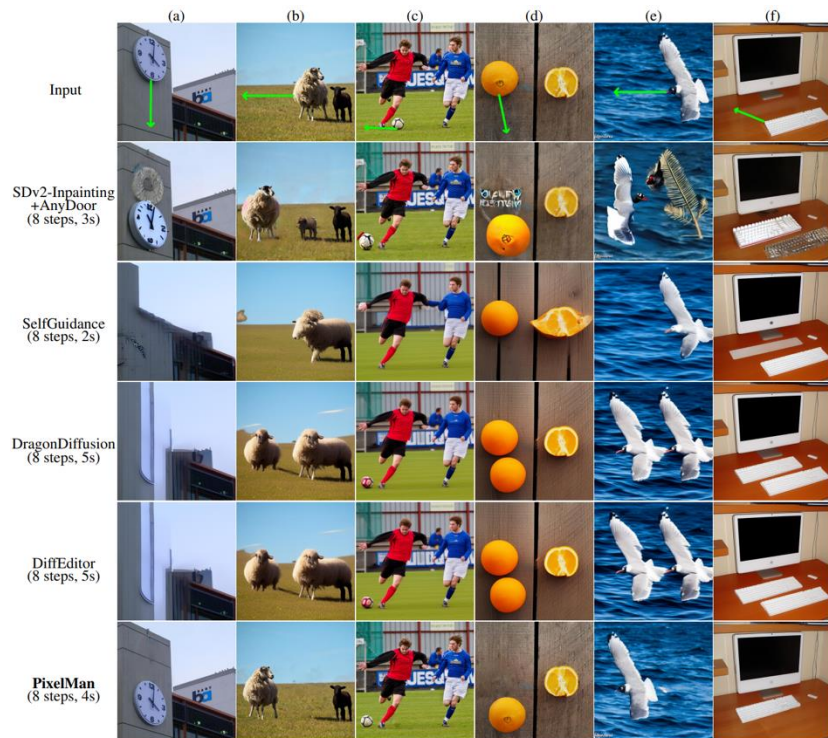 (a) (b) (c) (d) (e) (f)
Input
SDv2-Inpainting
+AnyDoor
(8 steps, 3s)
SelfGuidance
(8 steps, 2s)
DragonDiffusion
(8 steps, 5s)
DiffEditor
(8 steps, 5s)
PixelMan
(8 steps, 4s)